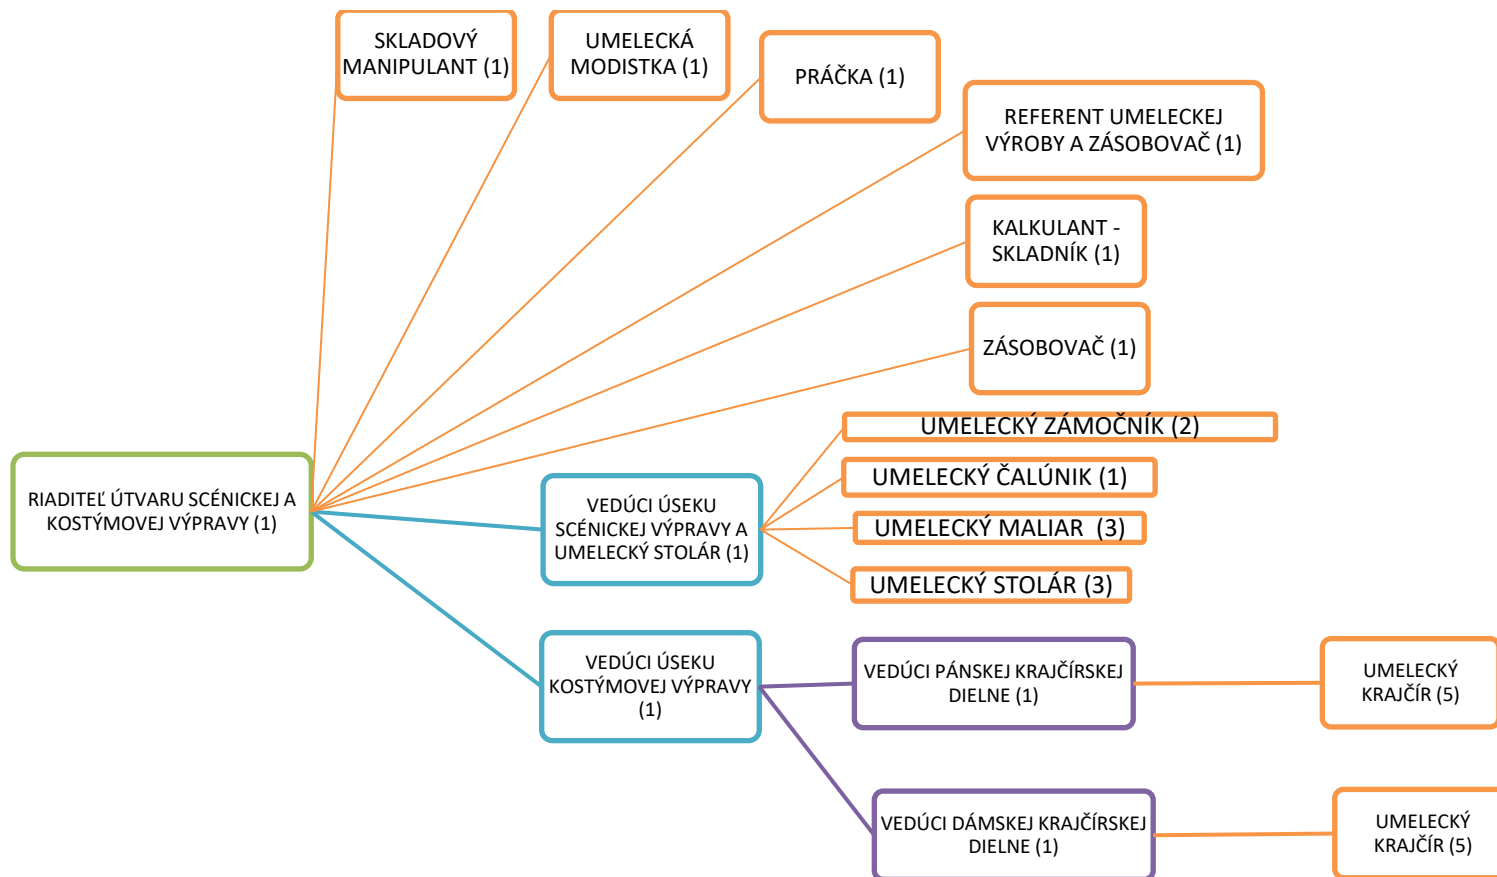 SKLADOVÝ
MANIPULANT (1)
UMELECKÁ
MODISTKA (1)
PRÁČKA (1)
REFERENT UMELECKEJ
VÝROBY A ZÁSOBOVAČ (1)
KALKULANT -
SKLADNÍK (1)
ZÁSOBOVAČ (1)
UMELECKÝ ZÁMOČNÍK (2)
UMELECKÝ ČALÚNIK (1)
UMELECKÝ MALIAR  (3)
UMELECKÝ STOLÁR (3)
RIADITEĽ ÚTVARU SCÉNICKEJ A
KOSTÝMOVEJ VÝPRAVY (1)
VEDÚCI ÚSEKU
SCÉNICKEJ VÝPRAVY A
UMELECKÝ STOLÁR (1)
VEDÚCI ÚSEKU
KOSTÝMOVEJ VÝPRAVY
(1)
VEDÚCI PÁNSKEJ KRAJČÍRSKEJ
DIELNE (1)
UMELECKÝ
KRAJČÍR (5)
VEDÚCI DÁMSKEJ KRAJČÍRSKEJ
DIELNE (1)
UMELECKÝ
KRAJČÍR (5)